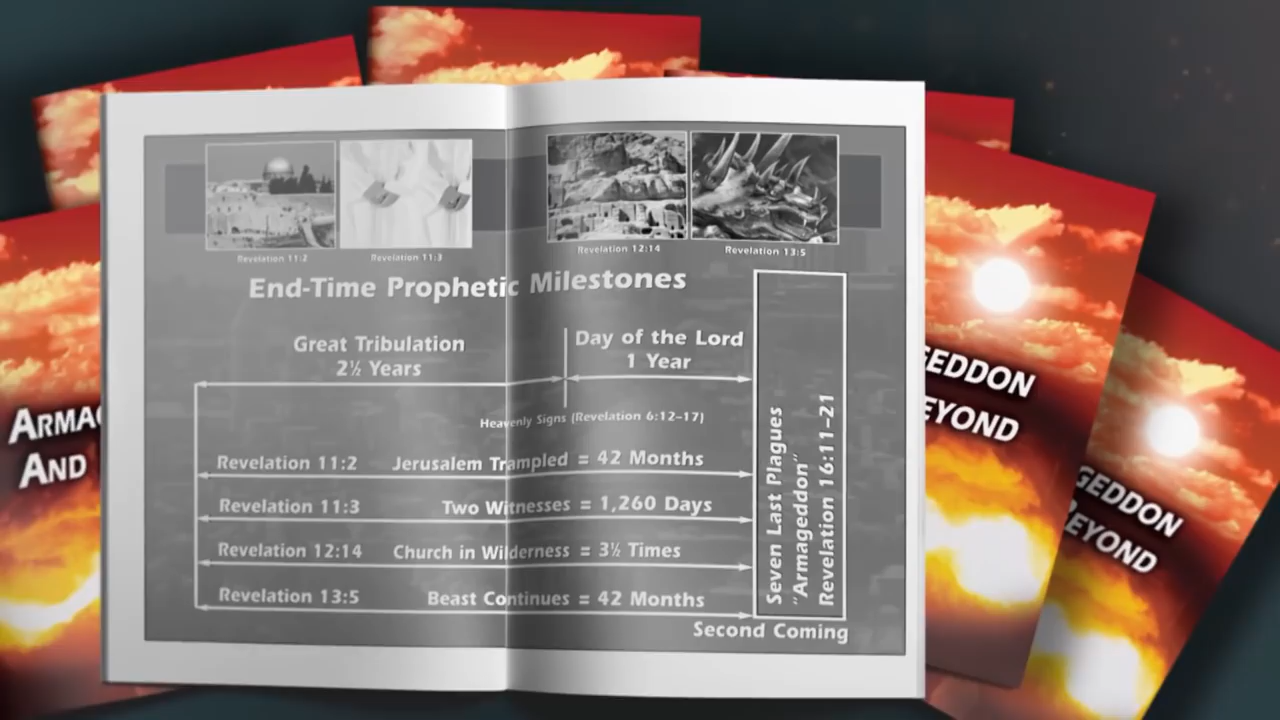 Revelation 11:2
Revelation 11:3
Revelation 12:14
Revelation 13:5
End-Time Prophetic Milestones
Great Tribulation
2½ Years
Day of the Lord
1 Year
Heavenly Signs (Revelation 6:12–17)
Revelation 11:2 Jerusalem Trampled = 42 Months
Revelation 11:3 Two Witnesses = 1,260 Days
Revelation 12:14 Church in Wilderness = 3½ Times
Revelation 13:5 Beast Continues = 42 Months
Seven Last Plagues
"Armageddon"
Revelation 16:11–21
Second Coming
ARMAG
AND
GEDDON
EYOND
GEDDON
BEYOND